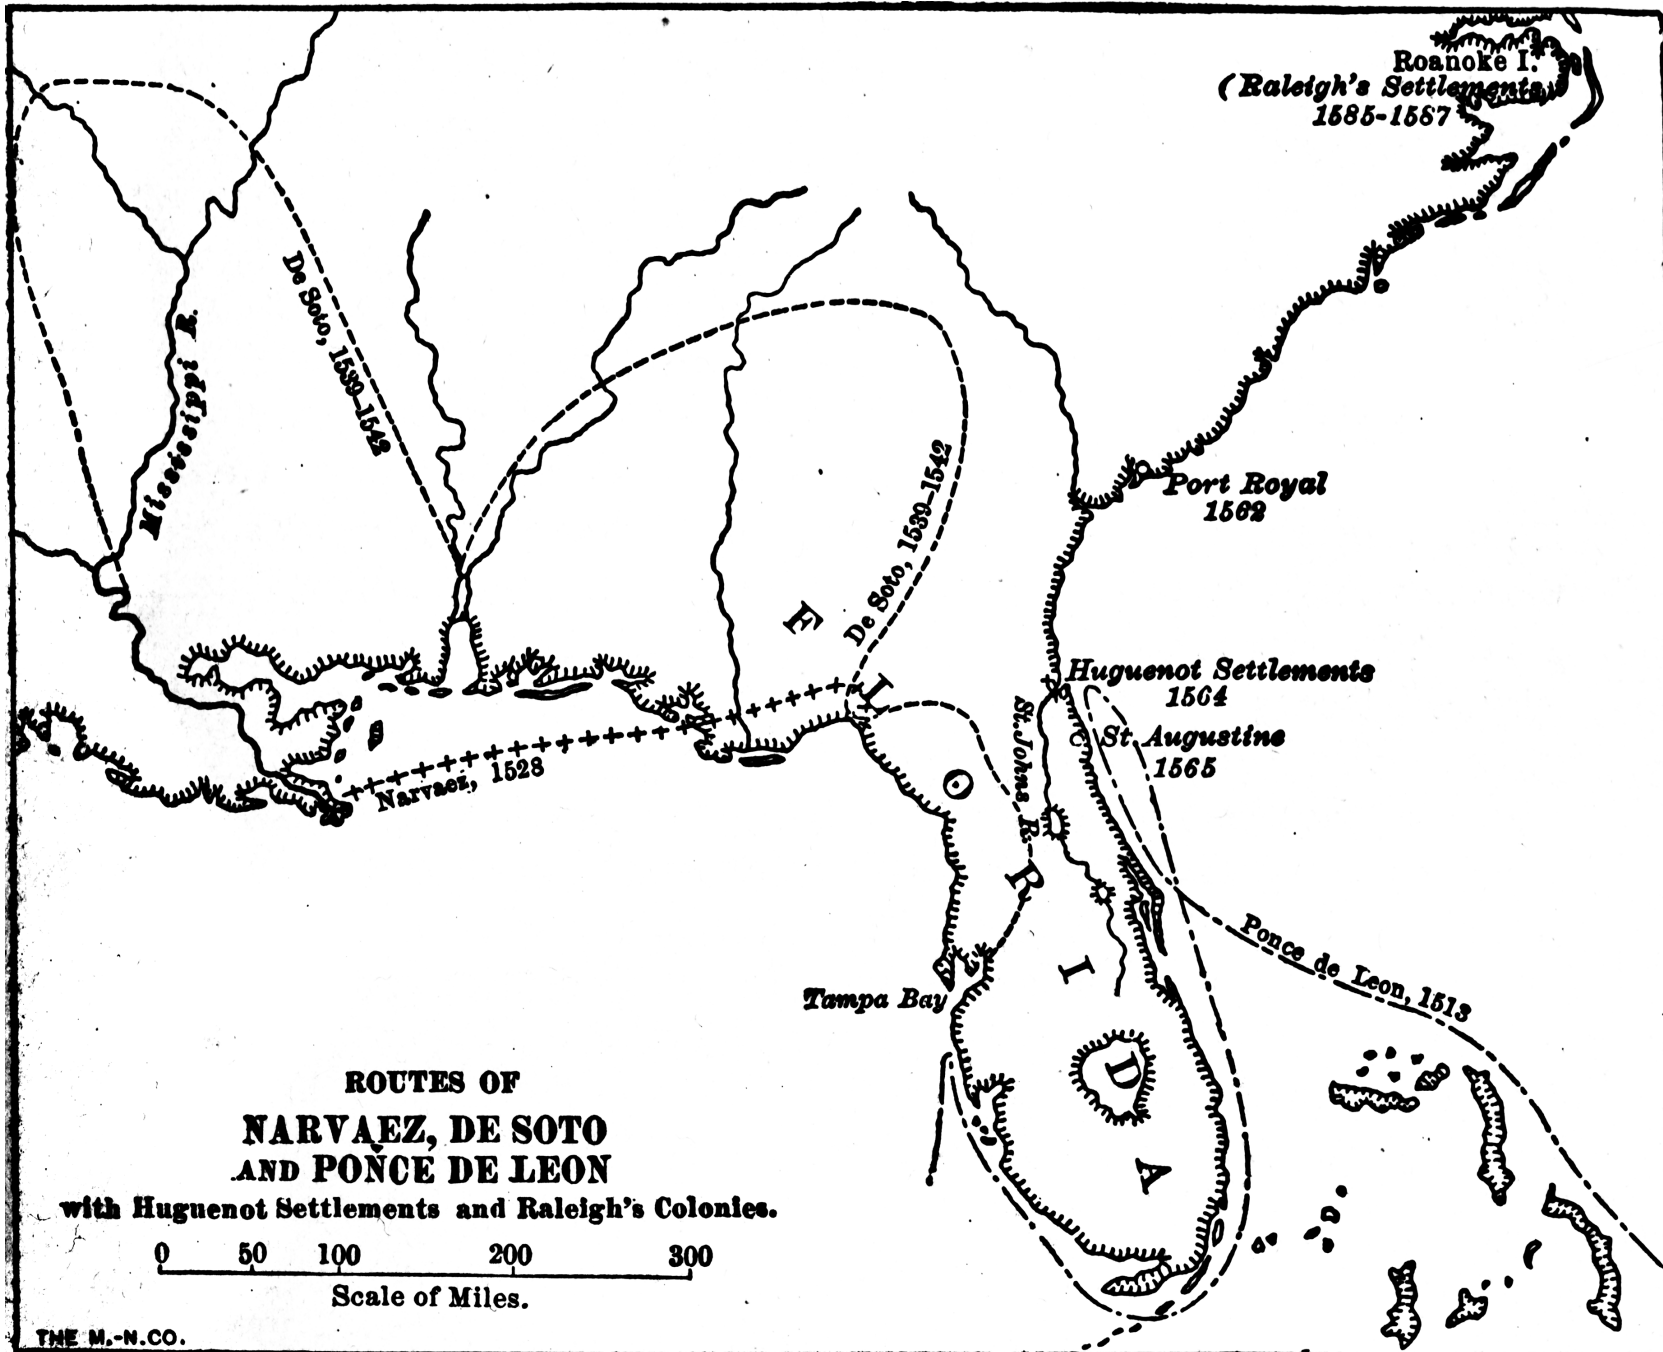 Roanoke I.
(Raleigh's Settlements)
1585-1587
De Soto, 1539-1542
Mississippi R.
De Soto, 1539-1542
Port Royal
1562
Huguenot Settlements
1564
St. Augustine
1565
St. Johns R.
Narvaez, 1528
FLORIDA
Ponce de Leon, 1513
Tampa Bay
ROUTES OF
NARVAEZ, DE SOTO
AND PONCE DE LEON
with Huguenot Settlements and Raleigh's Colonies.
0 50 100 200 300
Scale of Miles.
THE M.-N. CO.